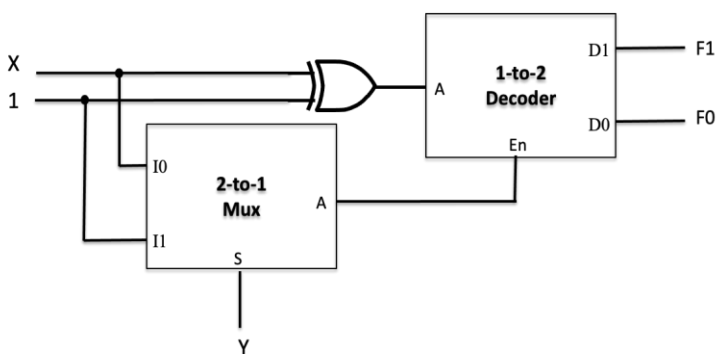 X
1
A
1-to-2
Decoder
D1
F1
D0
F0
En
I0
2-to-1
Mux
A
I1
S
Y